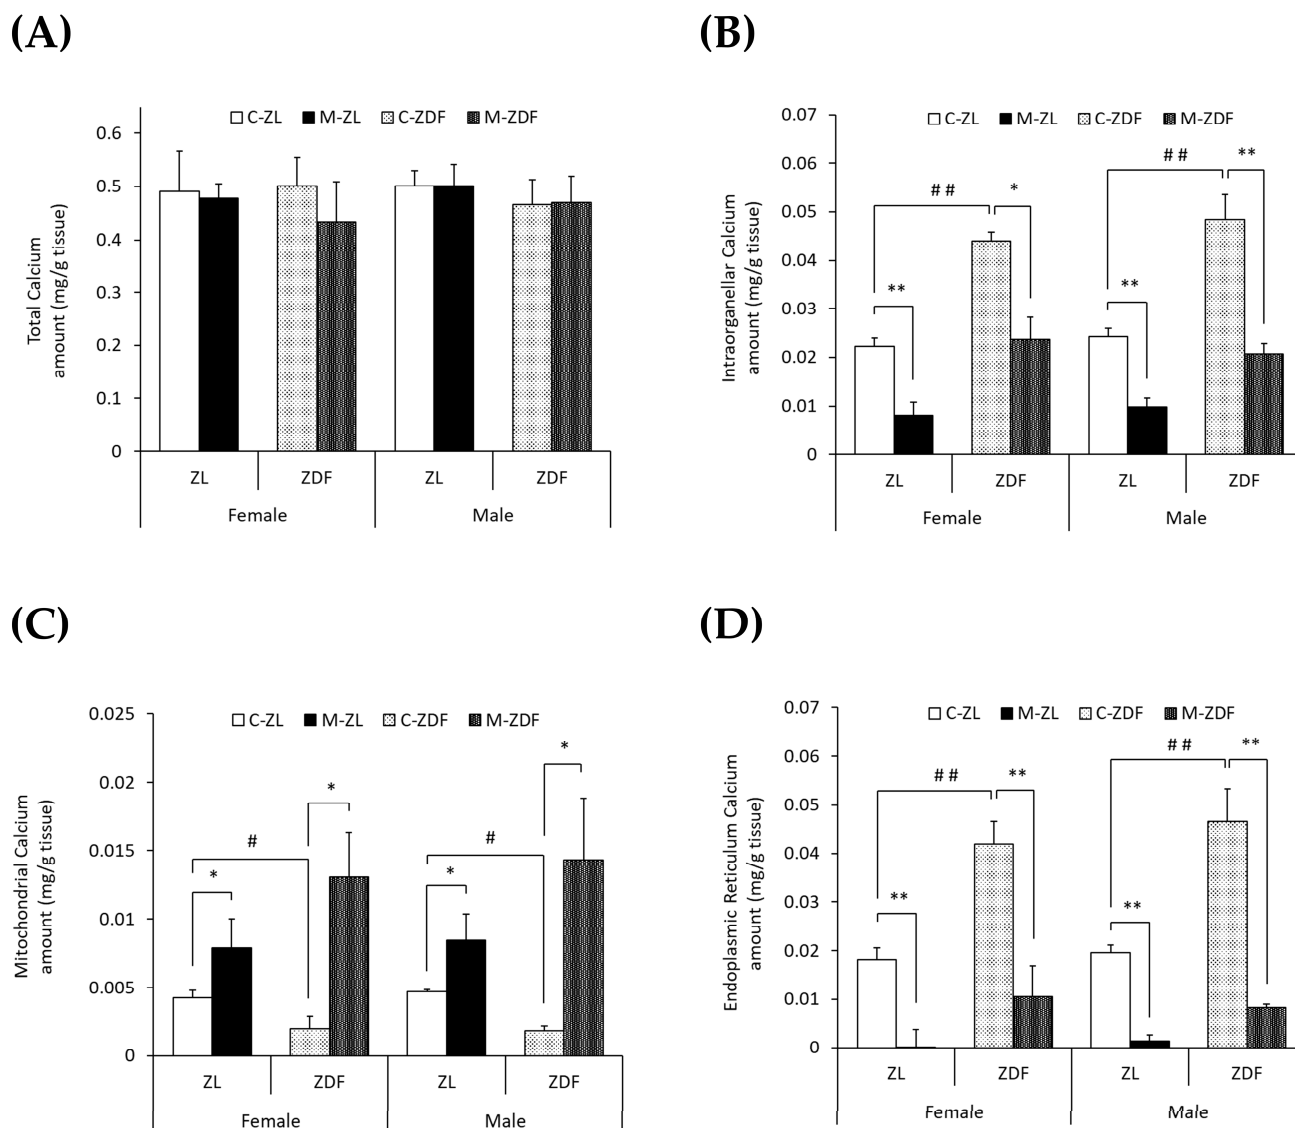 (A)
C-ZL M-ZL C-ZDF M-ZDF
Total Calcium
amount (mg/g tissue)
0.6
0.5
0.4
0.3
0.2
0.1
0
ZL ZDF ZL ZDF
Female Male
(B)
C-ZL M-ZL C-ZDF M-ZDF
Intraorganellar Calcium
amount (mg/g tissue)
0.07
0.06
0.05
0.04
0.03
0.02
0.01
0
# # **
# # *
**
**
ZL ZDF ZL ZDF
Female Male
(C)
C-ZL M-ZL C-ZDF M-ZDF
Mitochondrial Calcium
amount (mg/g tissue)
0.025
0.02
0.015
0.01
0.005
0
*
*
# #
* *
ZL ZDF ZL ZDF
Female Male
(D)
C-ZL M-ZL C-ZDF M-ZDF
Endoplasmic Reticulum Calcium
amount (mg/g tissue)
0.07
0.06
0.05
0.04
0.03
0.02
0.01
0
# # **
# # **
**
**
ZL ZDF ZL ZDF
Female Male